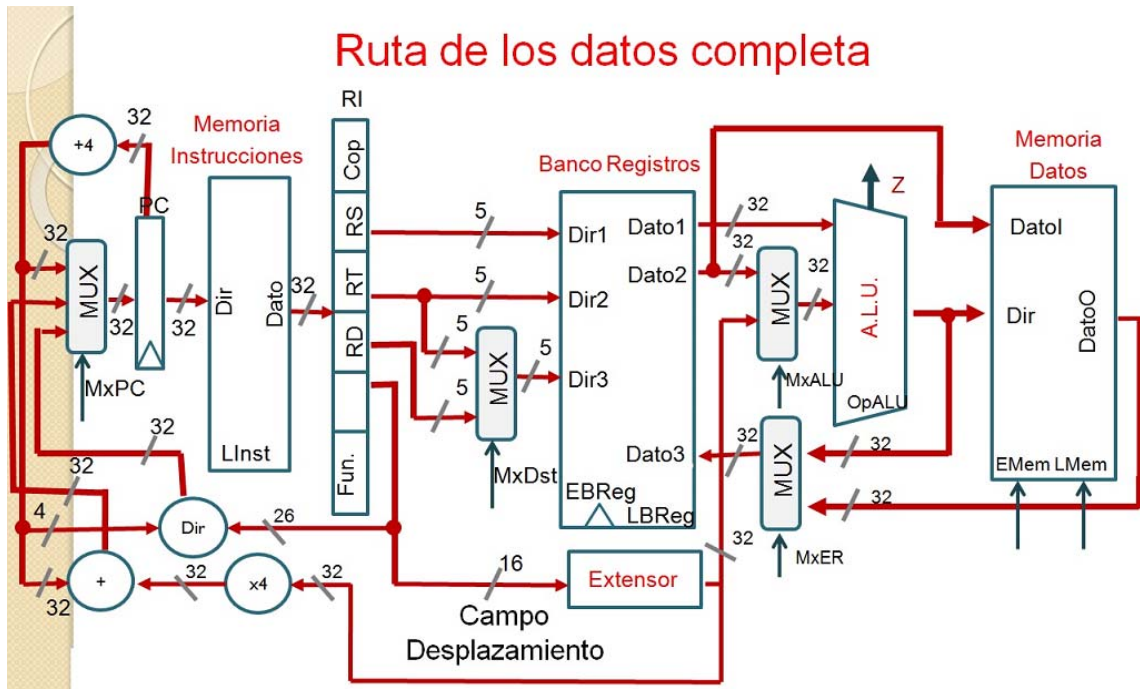 Ruta de los datos completa
32
+4
PC
32
MUX
32
32
MxPC
Memoria
Instrucciones
Dir
Dato
LInst
32
RI
Cop
RS
RT
RD
Fun.
5
5
5
5
MUX
5
MxDst
Banco Registros
Dir1
Dir2
Dir3
Dato1
Dato2
Dato3
EBReg
LBReg
32
32
MUX
32
MxALU
Z
A.L.U.
OpALU
Memoria
Datos
DatoI
Dir
DatoO
EMem
LMem
32
MUX
32
32
MxER
32
32
4
Dir
26
32
+
32
x4
32
16
Extensor
32
Campo
Desplazamiento